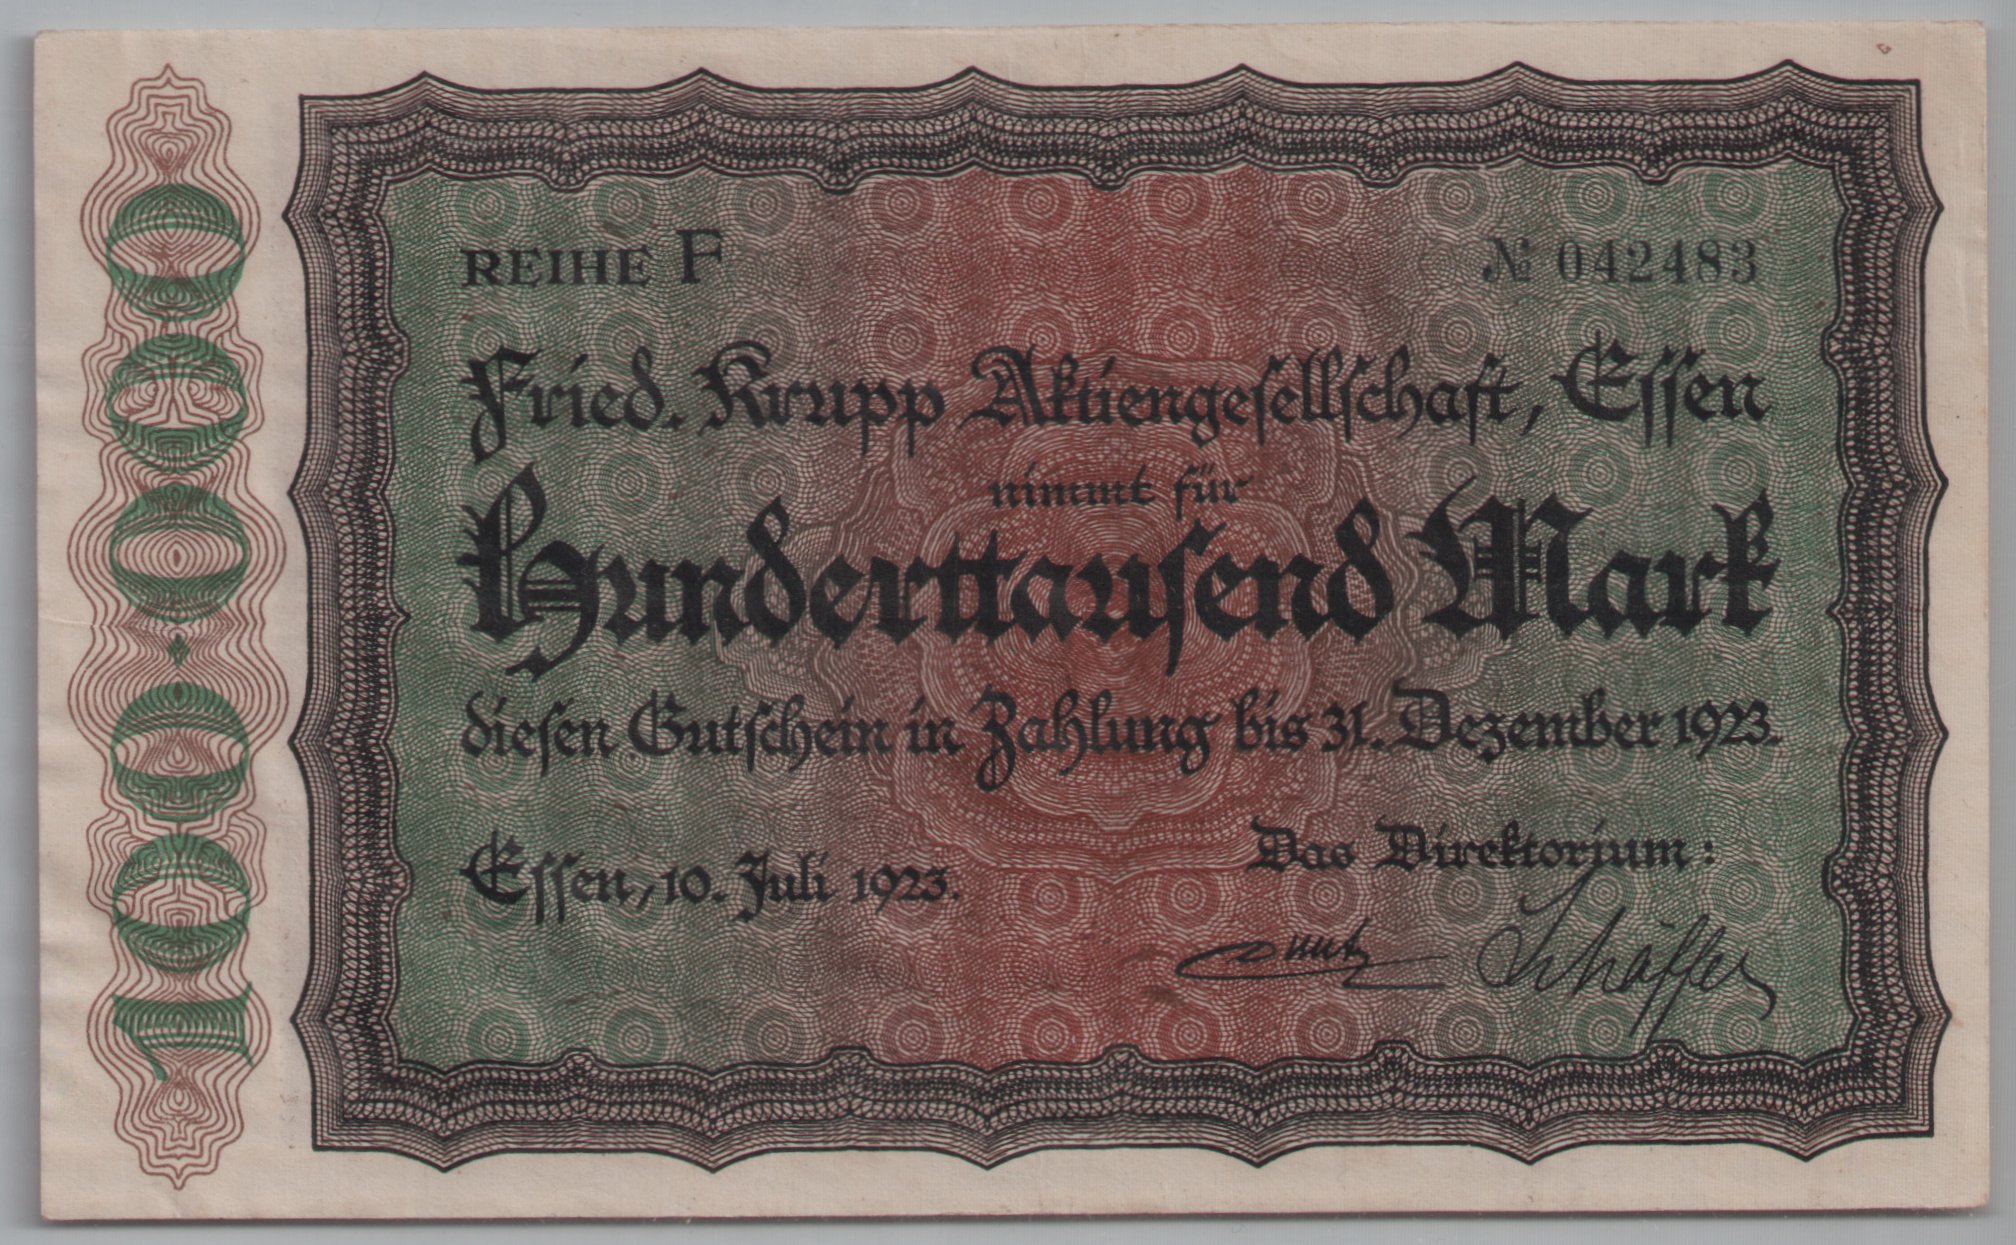 100.000
REIHE F № 042483
Fried. Krupp Aktiengesellschaft, Essen
nimmt für
Hunderttausend Mark
diesen Gutschein in Zahlung bis 31. Dezember 1923.
Essen, 10. Juli 1923.
Das Direktorium:
Schäffer